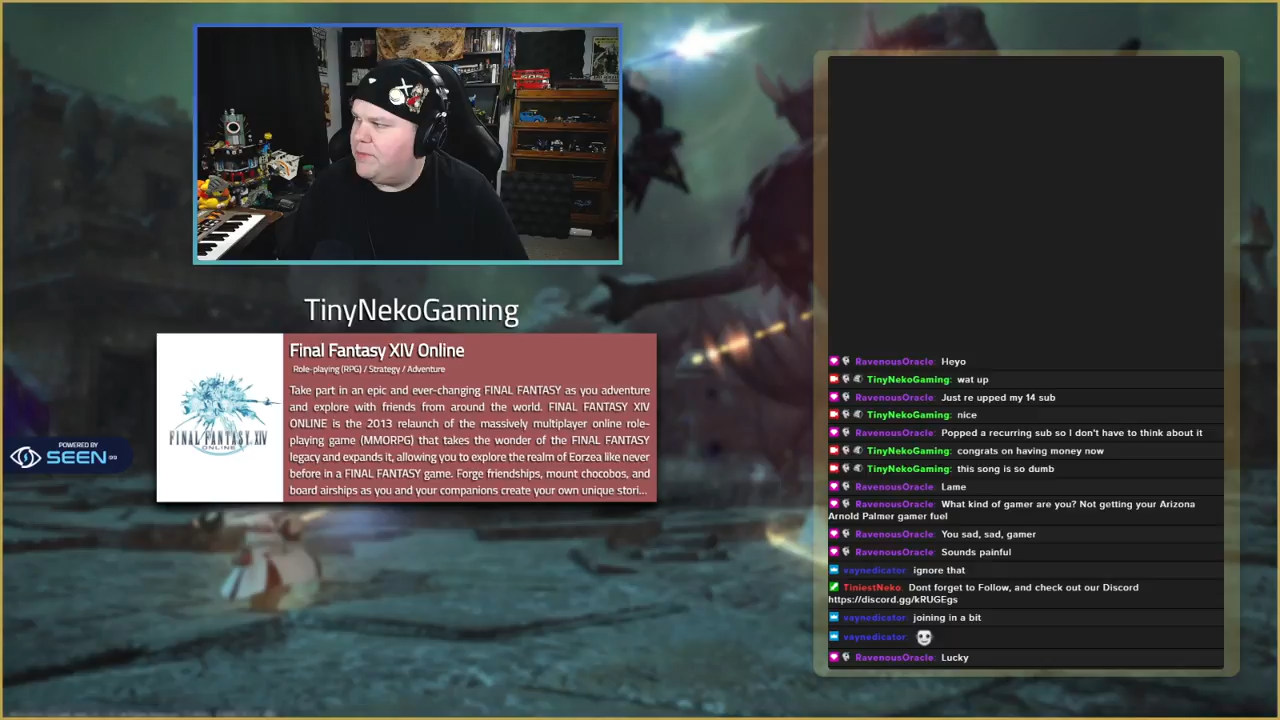 TinyNekoGaming
Final Fantasy XIV Online
Role-playing (RPG) / Strategy / Adventure
Take part in an epic and ever-changing FINAL FANTASY as you adventure
and explore with friends from around the world. FINAL FANTASY XIV
ONLINE is the 2013 relaunch of the massively multiplayer online role-
playing game (MMORPG) that takes the wonder of the FINAL FANTASY
legacy and expands it, allowing you to explore the realm of Eorzea like never
before in a FINAL FANTASY game. Forge friendships, mount chocobos, and
board airships as you and your companions create your own unique stori...
FINAL FANTASY XIV
ONLINE
POWERED BY
SEEN
RavenousOracle: Heyo
TinyNekoGaming: wat up
RavenousOracle: Just re upped my 14 sub
TinyNekoGaming: nice
RavenousOracle: Popped a recurring sub so I don't have to think about it
TinyNekoGaming: congrats on having money now
TinyNekoGaming: this song is so dumb
RavenousOracle: Lame
RavenousOracle: What kind of gamer are you? Not getting your Arizona
Arnold Palmer gamer fuel
RavenousOracle: You sad, sad, gamer
RavenousOracle: Sounds painful
vaynedicator: ignore that
TiniestNeko: Dont forget to Follow, and check out our Discord
https://discord.gg/kRUGEgs
vaynedicator: joining in a bit
vaynedicator:
RavenousOracle: Lucky